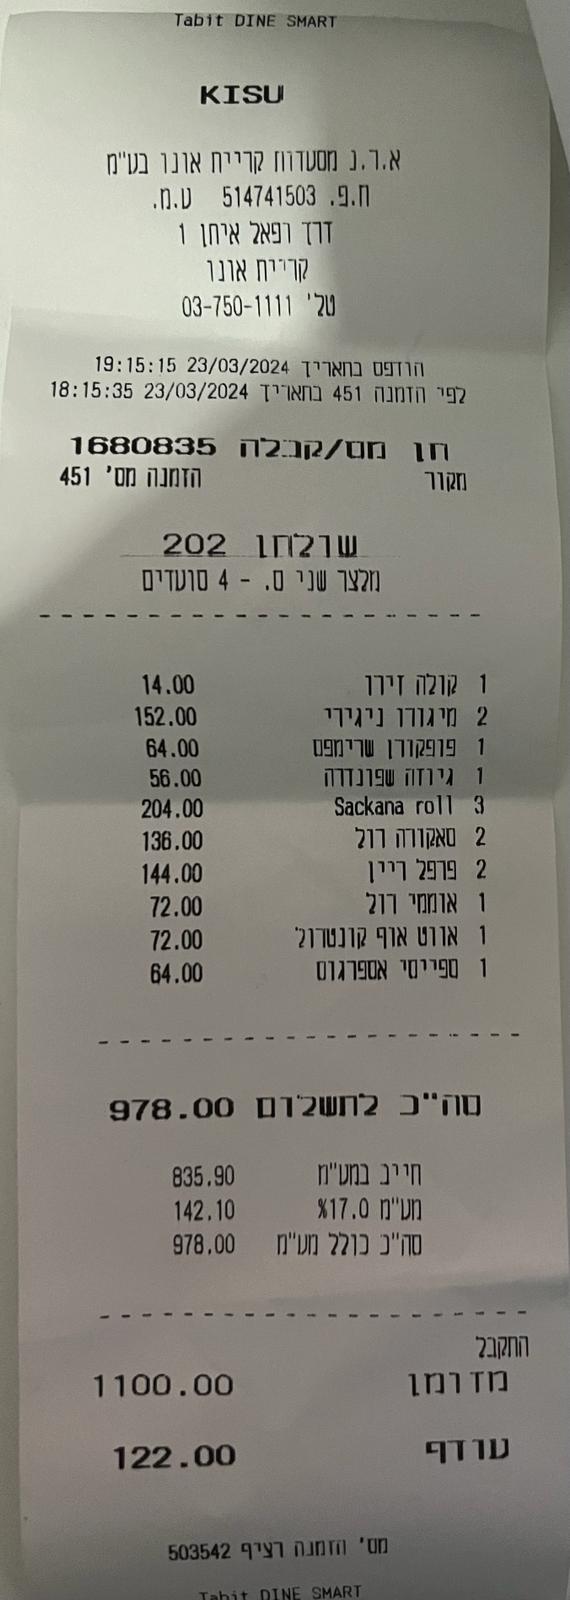 Tabit DINE SMART
KISU
א.ר.נ מסעדות קריית אונו בע"מ
ח.פ. 514741503 ע.מ.
דרך רפאל איתן 1
קריית אונו
טל' 03-750-1111
הודפס בתאריך 23/03/2024 19:15:15
לפי הזמנה 451 בתאריך 23/03/2024 18:15:35
חן מס/קבלה 1680835
מקור הזמנה מס' 451
שולחן 202
מלצר שני ס. - 4 סועדים
1 קולה זירו 14.00
2 מיגורו ניגירי 152.00
1 פופקורן שרימפס 64.00
1 גיוזה שפונדרה 56.00
3 Sackana roll 204.00
2 סאקורה רול 136.00
2 פרפל ריין 144.00
1 אוממי רול 72.00
1 אווט אוף קונטרול 72.00
1 ספייסי אספרגוס 64.00
סה"כ לתשלום 978.00
חייב במע"מ 835.90
מע"מ 17.0% 142.10
סה"כ כולל מע"מ 978.00
התקבל
מזומן 1100.00
עודף 122.00
מס' הזמנה רציף 503542
Tabit DINE SMART